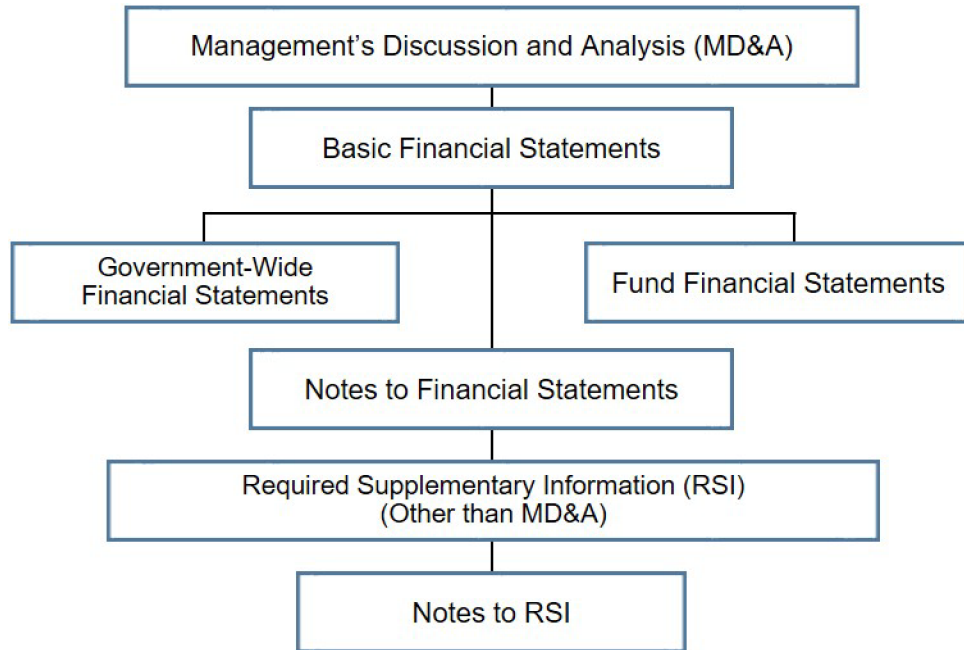 Management’s Discussion and Analysis (MD&A)
Basic Financial Statements
Government-Wide
Financial Statements
Fund Financial Statements
Notes to Financial Statements
Required Supplementary Information (RSI)
(Other than MD&A)
Notes to RSI